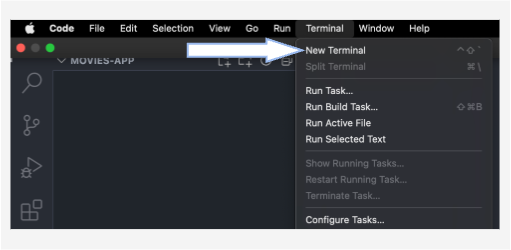 Code File Edit Selection View Go Run Terminal Window Help
New Terminal ⌃⇧`
MOVIES-APP
Split Terminal ⌘\
Run Task...
Run Build Task... ⇧⌘B
Run Active File
Run Selected Text
Show Running Tasks...
Restart Running Task...
Terminate Task...
Configure Tasks...